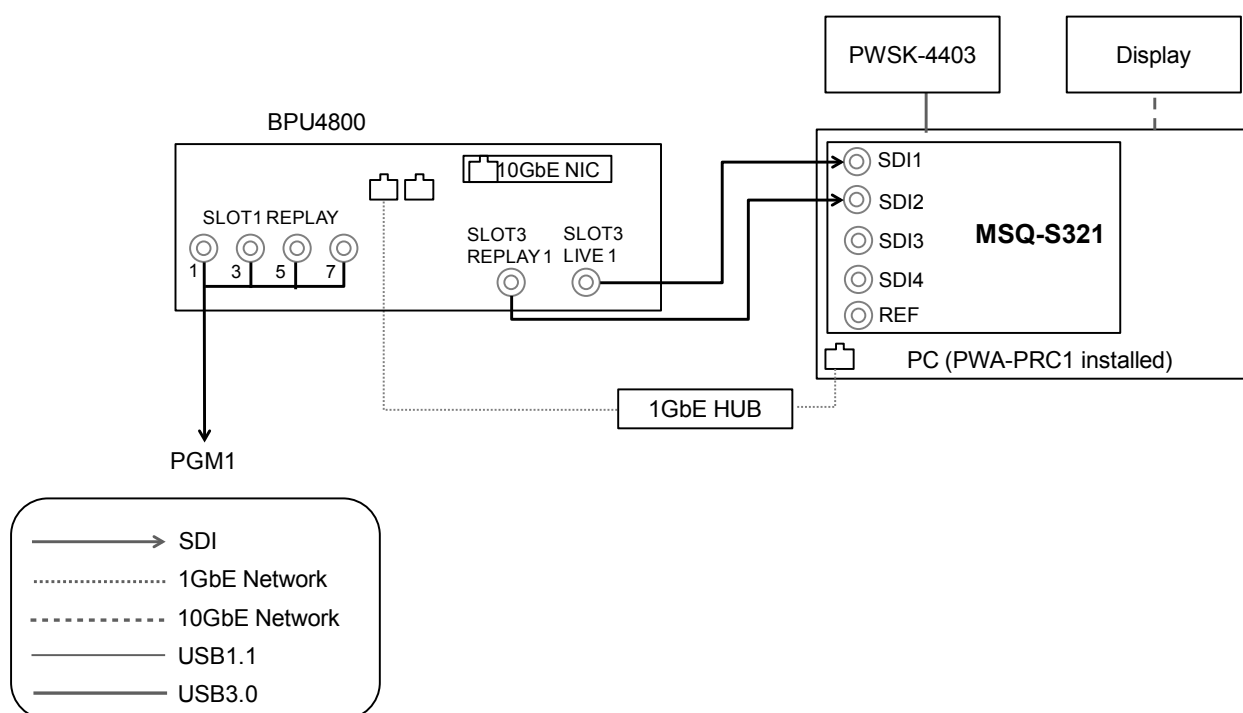 PWSK-4403
Display
BPU4800
10GbE NIC
SLOT1 REPLAY
1 3 5 7
SLOT3
REPLAY 1
SLOT3
LIVE 1
SDI1
SDI2
SDI3
SDI4
REF
MSQ-S321
PC (PWA-PRC1 installed)
1GbE HUB
PGM1
SDI
1GbE Network
10GbE Network
USB1.1
USB3.0